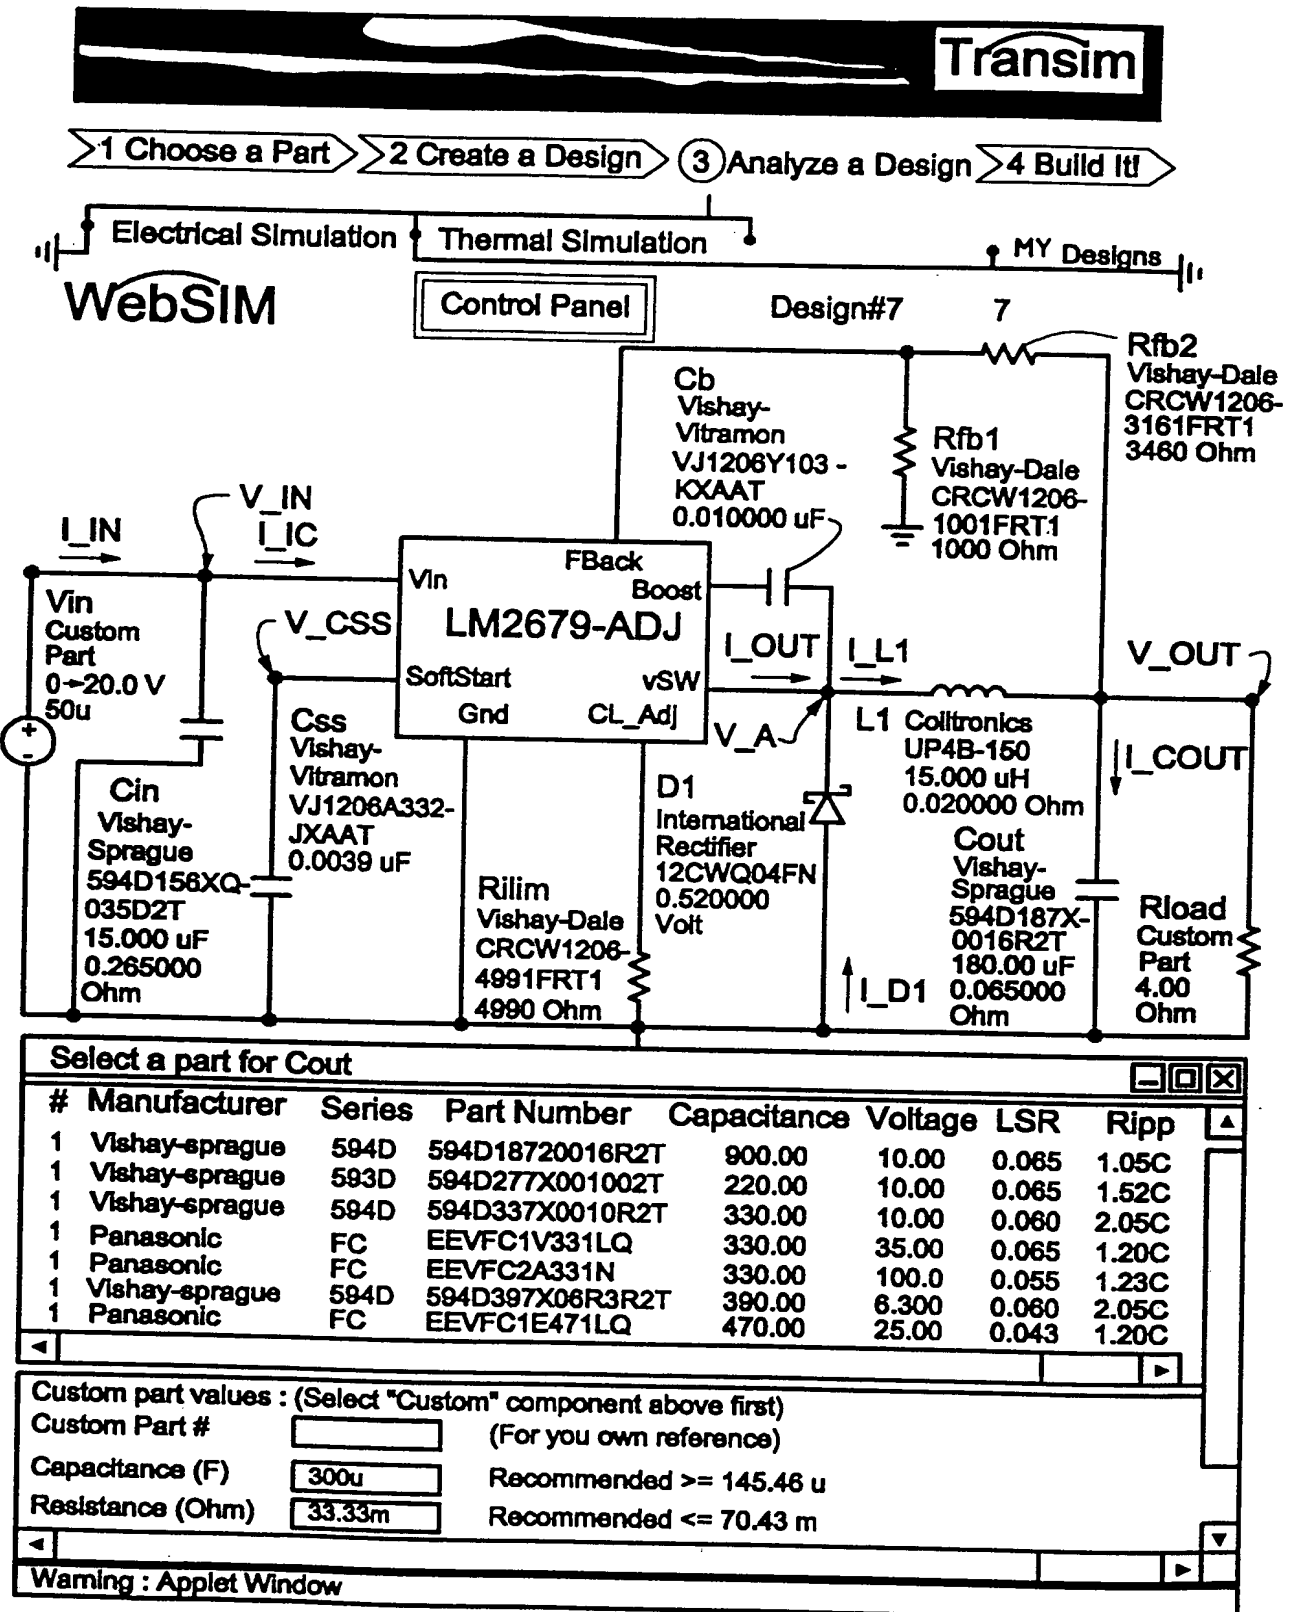 Transim
1 Choose a Part 2 Create a Design 3 Analyze a Design 4 Build It!
Electrical Simulation Thermal Simulation
MY Designs
WebSIM
Control Panel
Design#7 7
Rfb2
Vishay-Dale
CRCW1206-
3161FRT1
3460 Ohm
Cb
Vishay-
Vitramon
VJ1206Y103 -
KXAAT
0.010000 uF
Rfb1
Vishay-Dale
CRCW1206-
1001FRT1
1000 Ohm
V_IN
I_IN
I_IC
Vin
Custom
Part
0→20.0 V
50u
+
-
V_CSS
Vin
FBack
Boost
LM2679-ADJ
SoftStart
vSW
Gnd
CL_Adj
I_OUT
I_L1
V_OUT
V_A
L1 Coiltronics
UP4B-150
15.000 uH
0.020000 Ohm
I_COUT
Css
Vishay-
Vitramon
VJ1206A332-
JXAAT
0.0039 uF
Cin
Vishay-
Sprague
594D156XQ-
035D2T
15.000 uF
0.265000
Ohm
D1
International
Rectifier
12CWQ04FN
0.520000
Volt
Rilim
Vishay-Dale
CRCW1206-
4991FRT1
4990 Ohm
I_D1
Cout
Vishay-
Sprague
594D187X-
0016R2T
180.00 uF
0.065000
Ohm
Rload
Custom
Part
4.00
Ohm
Select a part for Cout
# Manufacturer Series Part Number Capacitance Voltage LSR Ripp
1 Vishay-sprague 594D 594D18720016R2T 900.00 10.00 0.065 1.05C
1 Vishay-sprague 593D 594D277X001002T 220.00 10.00 0.065 1.52C
1 Vishay-sprague 594D 594D337X0010R2T 330.00 10.00 0.060 2.05C
1 Panasonic FC EEVFC1V331LQ 330.00 35.00 0.065 1.20C
1 Panasonic FC EEVFC2A331N 330.00 100.0 0.055 1.23C
1 Vishay-sprague 594D 594D397X06R3R2T 390.00 6.300 0.060 2.05C
1 Panasonic FC EEVFC1E471LQ 470.00 25.00 0.043 1.20C
Custom part values : (Select "Custom" component above first)
Custom Part # (For you own reference)
Capacitance (F) 300u Recommended >= 145.46 u
Resistance (Ohm) 33.33m Recommended <= 70.43 m
Warning : Applet Window